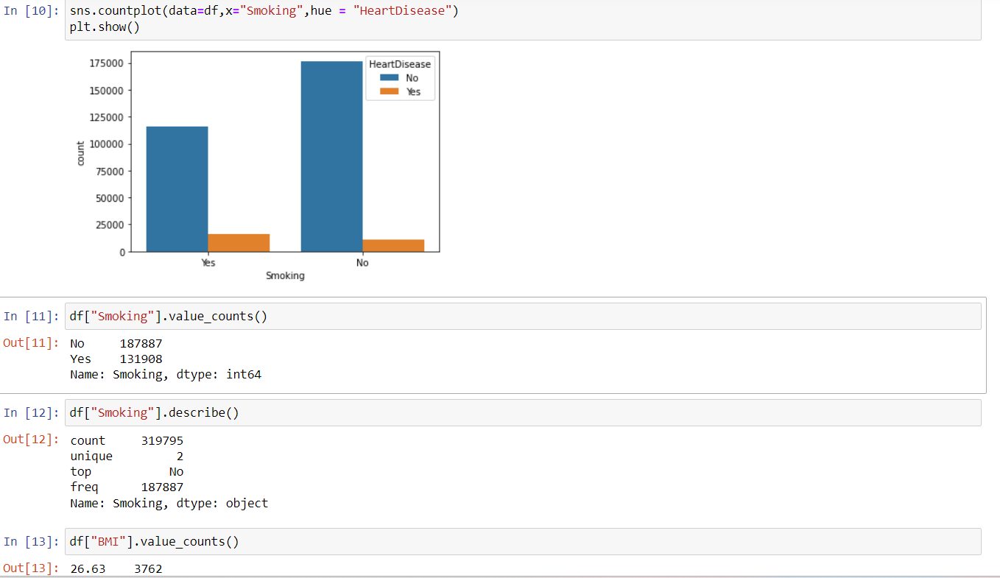 In [10]: sns.countplot(data=df,x="Smoking",hue = "HeartDisease")
plt.show()
HeartDisease
No
Yes
175000
150000
125000
100000
75000
50000
25000
0
count
Yes No
Smoking
In [11]: df["Smoking"].value_counts()
Out[11]: No 187887
Yes 131908
Name: Smoking, dtype: int64
In [12]: df["Smoking"].describe()
Out[12]: count 319795
unique 2
top No
freq 187887
Name: Smoking, dtype: object
In [13]: df["BMI"].value_counts()
Out[13]: 26.63 3762